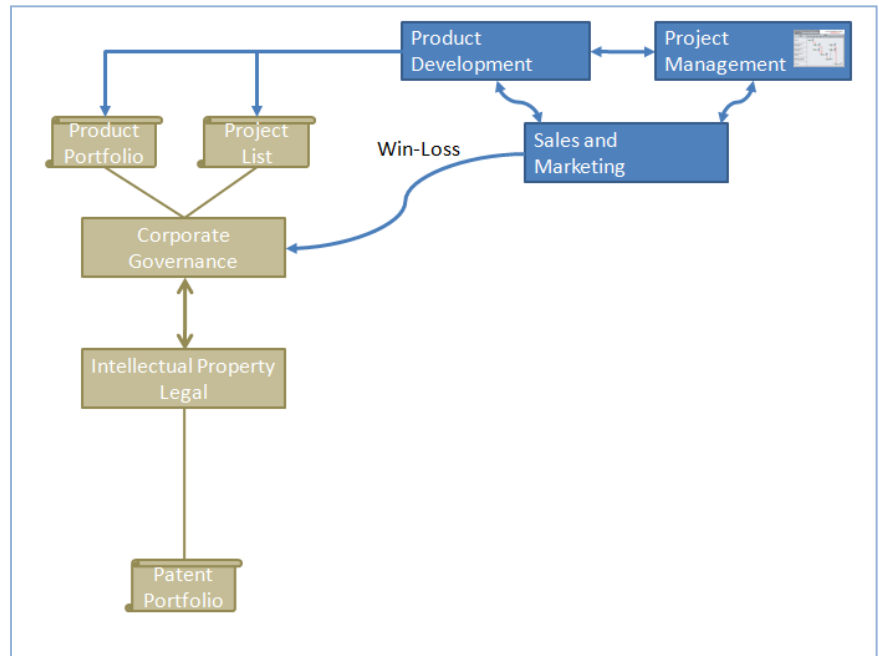 Product
Development
Project
Management
Product
Portfolio
Project
List
Win-Loss
Sales and
Marketing
Corporate
Governance
Intellectual Property
Legal
Patent
Portfolio